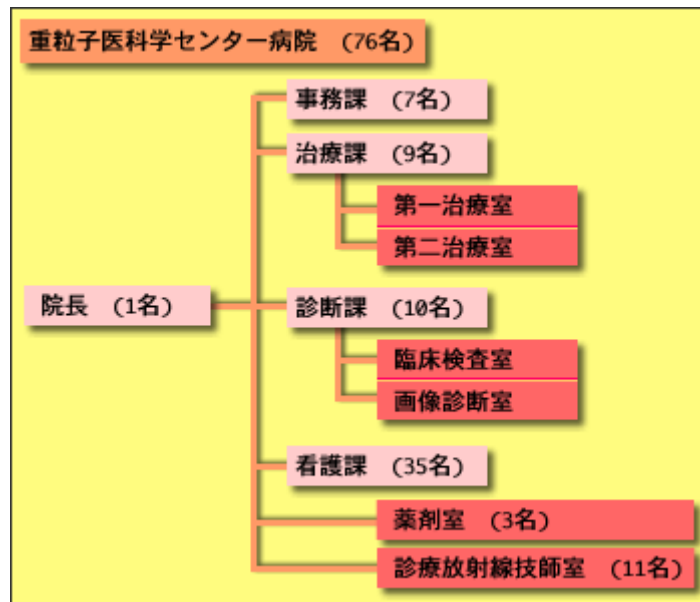 重粒子医科学センター病院 (76名)
事務課 (7名)
治療課 (9名)
第一治療室
第二治療室
院長 (1名)
診断課 (10名)
臨床検査室
画像診断室
看護課 (35名)
薬剤室 (3名)
診療放射線技師室 (11名)